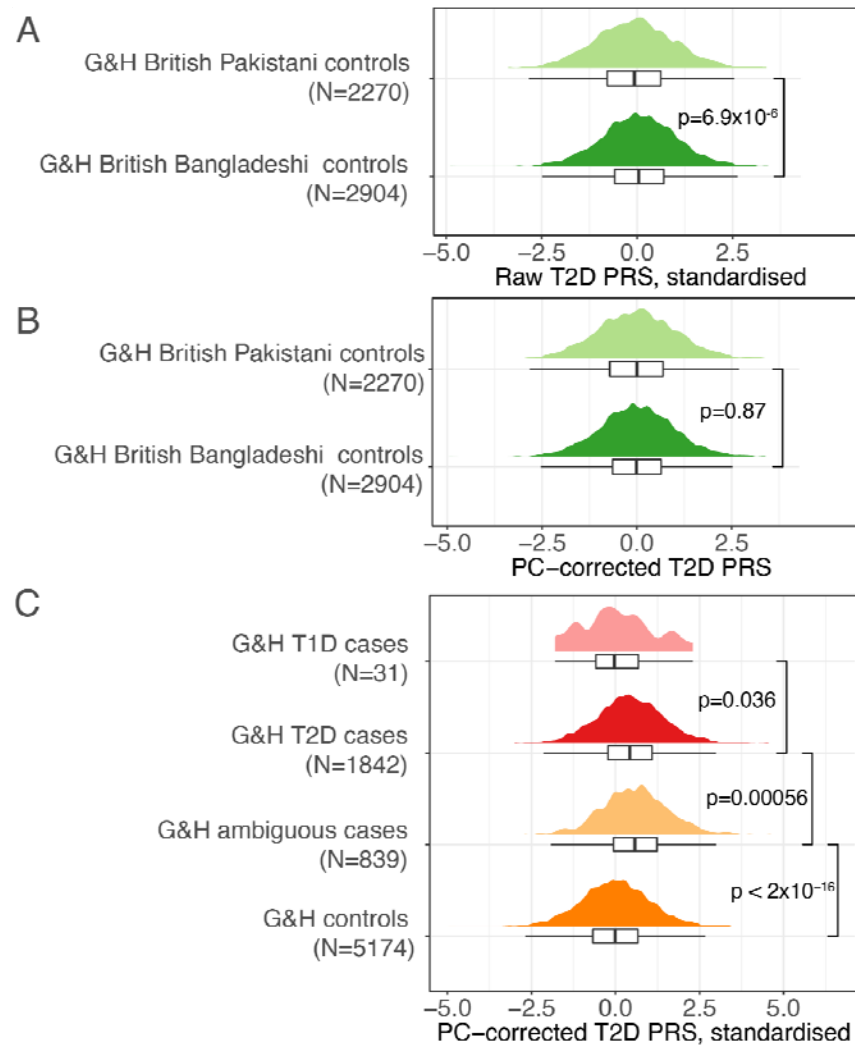 A
G&H British Pakistani controls
(N=2270)
p=6.9x10⁻⁶
G&H British Bangladeshi  controls
(N=2904)
−5.0 −2.5 0.0 2.5
Raw T2D PRS, standardised
B
G&H British Pakistani controls
(N=2270)
p=0.87
G&H British Bangladeshi  controls
(N=2904)
−5.0 −2.5 0.0 2.5
PC−corrected T2D PRS
C
G&H T1D cases
(N=31)
p=0.036
G&H T2D cases
(N=1842)
p=0.00056
G&H ambiguous cases
(N=839)
p < 2x10⁻¹⁶
G&H controls
(N=5174)
−5.0 −2.5 0.0 2.5 5.0
PC−corrected T2D PRS, standardised